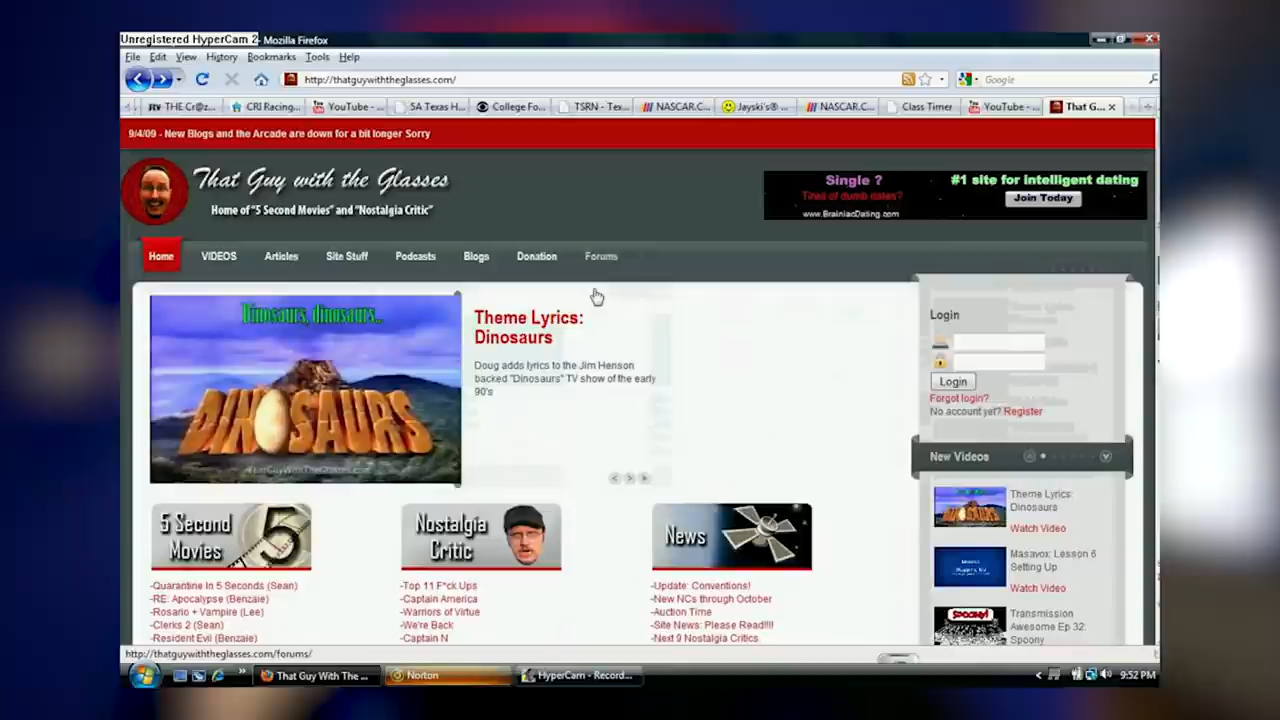 Unregistered HyperCam 2 - Mozilla Firefox
File Edit View History Bookmarks Tools Help
http://thatguywiththeglasses.com/ Google
THE Cr@z... CRJ Racing... YouTube - ... SA Texas H... College Fo... TSRN - Tex... NASCAR.C... Jayski's® ... NASCAR.C... Class Timer YouTube - ... That G...
9/4/09 - New Blogs and the Arcade are down for a bit longer Sorry
That Guy with the Glasses
Home of "5 Second Movies" and "Nostalgia Critic"
Single ?
Tired of dumb dates?
www.BrainiacDating.com
#1 site for intelligent dating
Join Today
Home VIDEOS Articles Site Stuff Podcasts Blogs Donation Forums
Dinosaurs, dinosaurs...
DINOSAURS
ThatGuyWithTheGlasses.com
Theme Lyrics:
Dinosaurs
Doug adds lyrics to the Jim Henson
backed "Dinosaurs" TV show of the early
90's
Login
Login
Forgot login?
No account yet? Register
New Videos
Theme Lyrics:
Dinosaurs
Watch Video
Masavox: Lesson 6
Setting Up
Watch Video
SPOONY!
Transmission
Awesome Ep 32:
Spoony
5 Second
Movies 5
-Quarantine In 5 Seconds (Sean)
-RE: Apocalypse (Benzaie)
-Rosario + Vampire (Lee)
-Clerks 2 (Sean)
-Resident Evil (Benzaie)
Nostalgia
Critic
-Top 11 F*ck Ups
-Captain America
-Warriors of Virtue
-We're Back
-Captain N
News
-Update: Conventions!
-New NCs through October
-Auction Time
-Site News: Please Read!!!!
-Next 9 Nostalgia Critics
http://thatguywiththeglasses.com/forums/
That Guy With The ... Norton HyperCam - Record... 9:52 PM